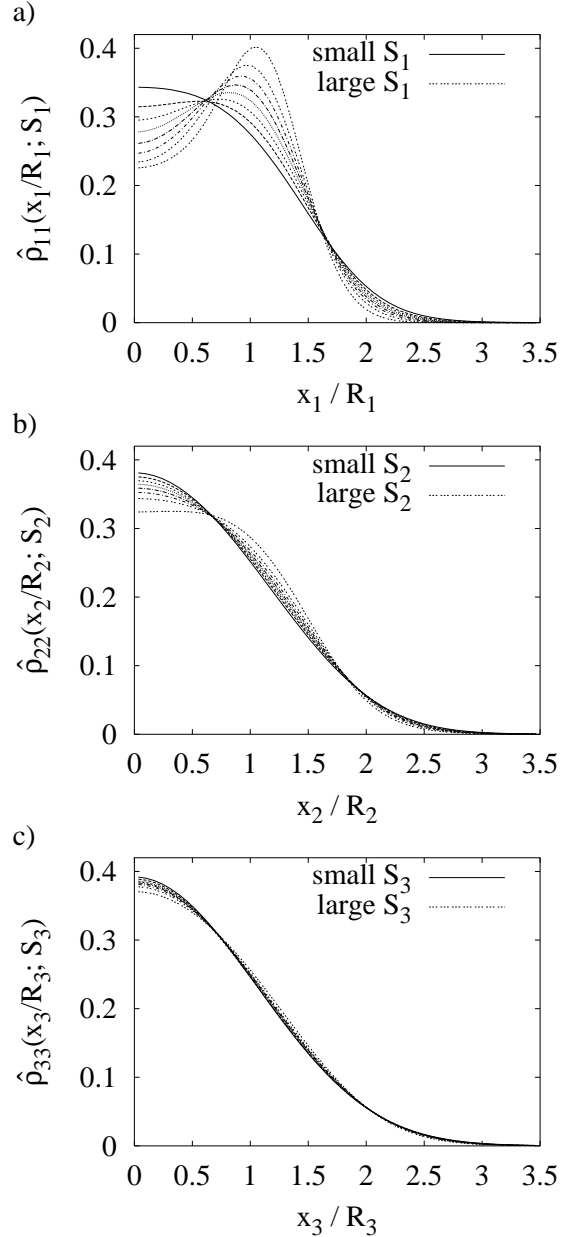 a)
0.4
0.3
0.2
0.1
0
ρ̂11(x1/R1; S1)
small S1
large S1
0 0.5 1 1.5 2 2.5 3 3.5
x1 / R1
b)
0.4
0.3
0.2
0.1
0
ρ̂22(x2/R2; S2)
small S2
large S2
0 0.5 1 1.5 2 2.5 3 3.5
x2 / R2
c)
0.4
0.3
0.2
0.1
0
ρ̂33(x3/R3; S3)
small S3
large S3
0 0.5 1 1.5 2 2.5 3 3.5
x3 / R3